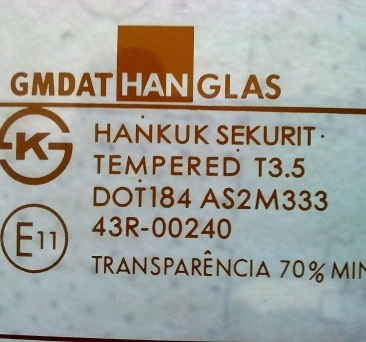 GMDAT HAN GLAS
K
HANKUK SEKURIT
TEMPERED T3.5
DOT184 AS2M333
E11 43R-00240
TRANSPARÊNCIA 70% MIN